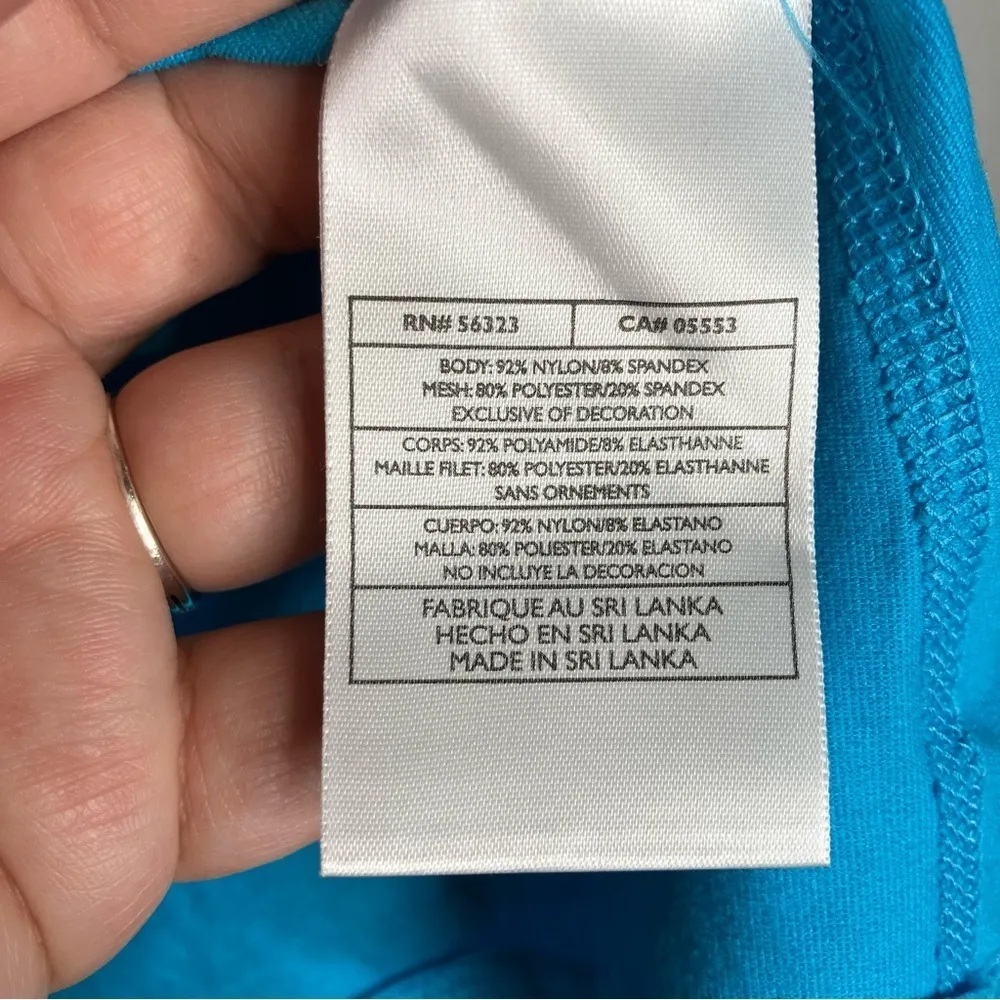 RN# 56323 CA# 05553
BODY: 92% NYLON/8% SPANDEX
MESH: 80% POLYESTER/20% SPANDEX
EXCLUSIVE OF DECORATION
CORPS: 92% POLYAMIDE/8% ELASTHANNE
MAILLE FILET: 80% POLYESTER/20% ELASTHANNE
SANS ORNEMENTS
CUERPO: 92% NYLON/8% ELASTANO
MALLA: 80% POLIESTER/20% ELASTANO
NO INCLUYE LA DECORACION
FABRIQUE AU SRI LANKA
HECHO EN SRI LANKA
MADE IN SRI LANKA